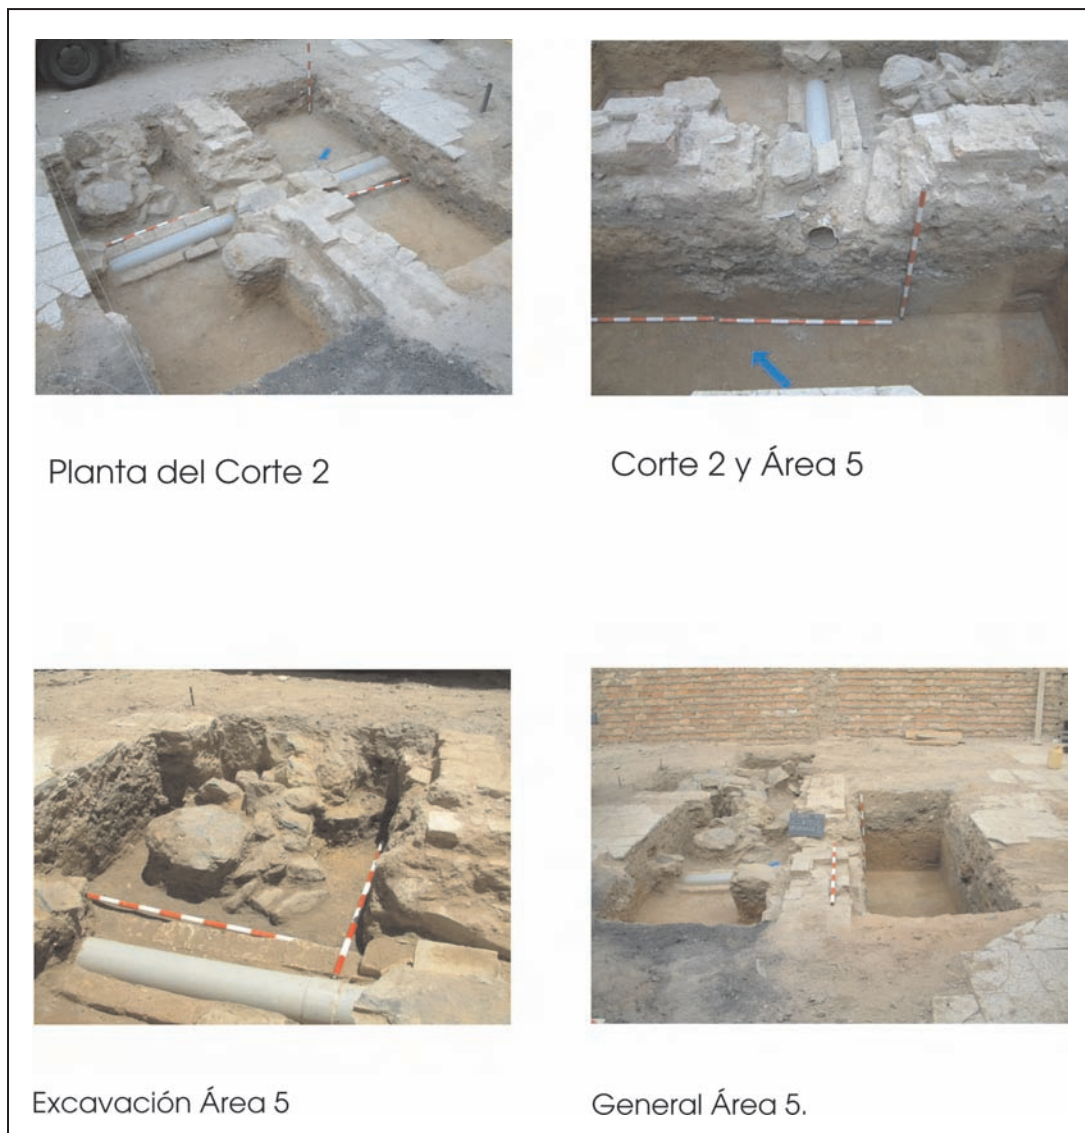 Planta del Corte 2
Corte 2 y Área 5
Excavación Área 5
General Área 5.